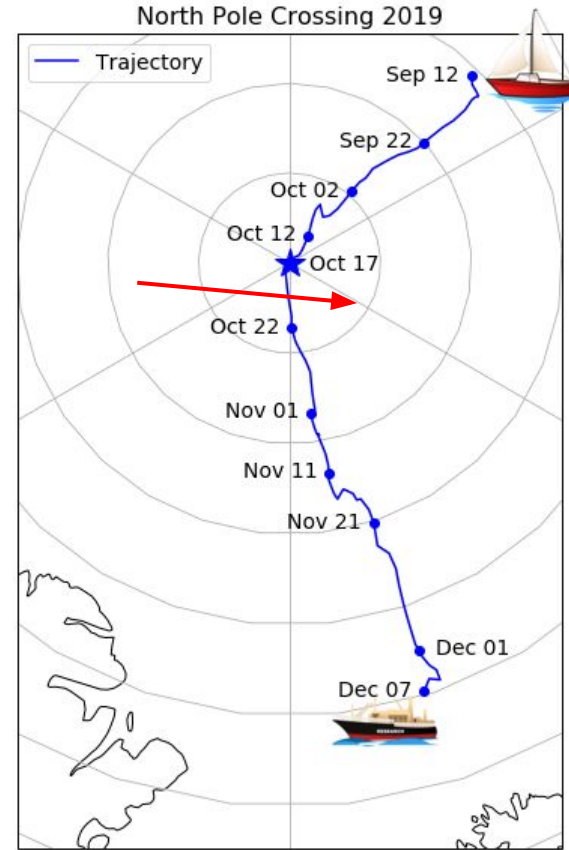 North Pole Crossing 2019
Trajectory
Sep 12
Sep 22
Oct 02
Oct 12
Oct 17
Oct 22
Nov 01
Nov 11
Nov 21
Dec 01
Dec 07
RESEARCH